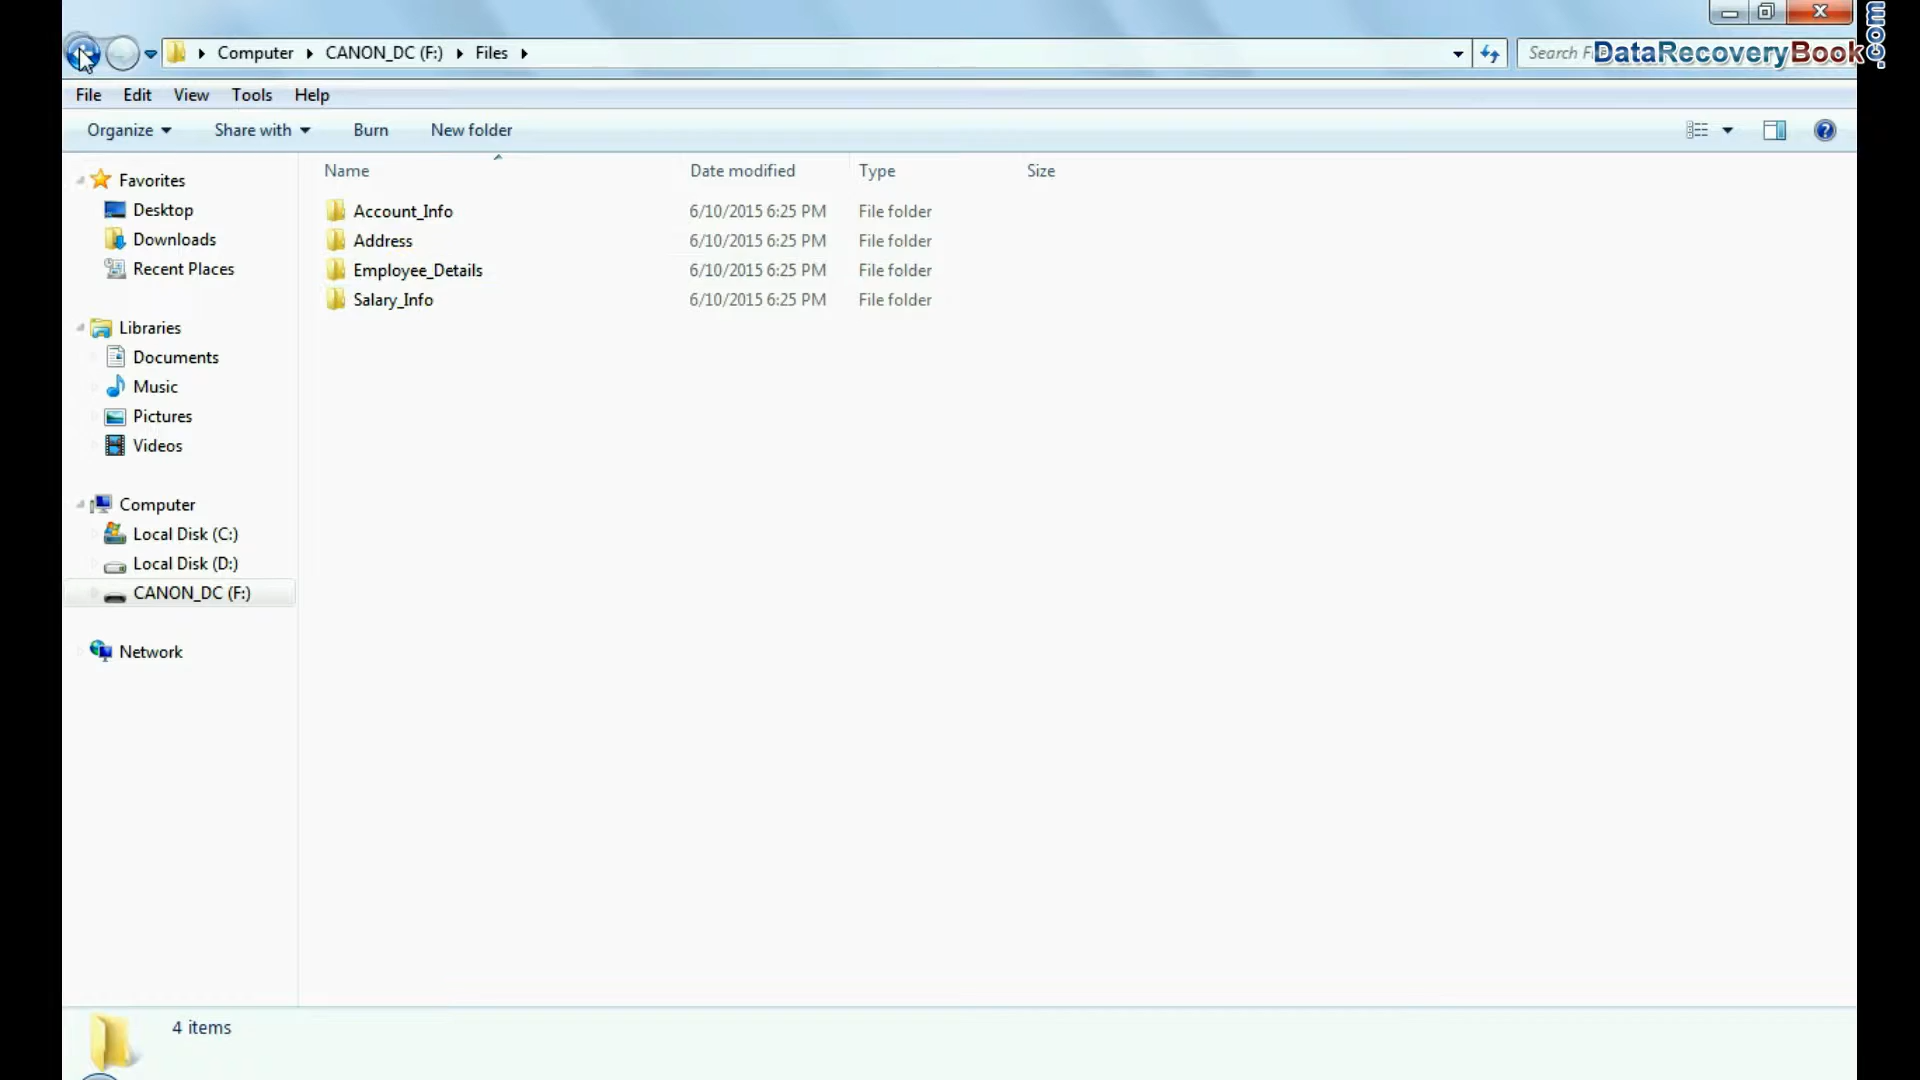 Computer CANON_DC (F:) Files
Search Fi
DataRecoveryBook.com
File Edit View Tools Help
Organize Share with Burn New folder
Name Date modified Type Size
Favorites
Desktop
Downloads
Recent Places
Libraries
Documents
Music
Pictures
Videos
Computer
Local Disk (C:)
Local Disk (D:)
CANON_DC (F:)
Network
Account_Info 6/10/2015 6:25 PM File folder
Address 6/10/2015 6:25 PM File folder
Employee_Details 6/10/2015 6:25 PM File folder
Salary_Info 6/10/2015 6:25 PM File folder
4 items